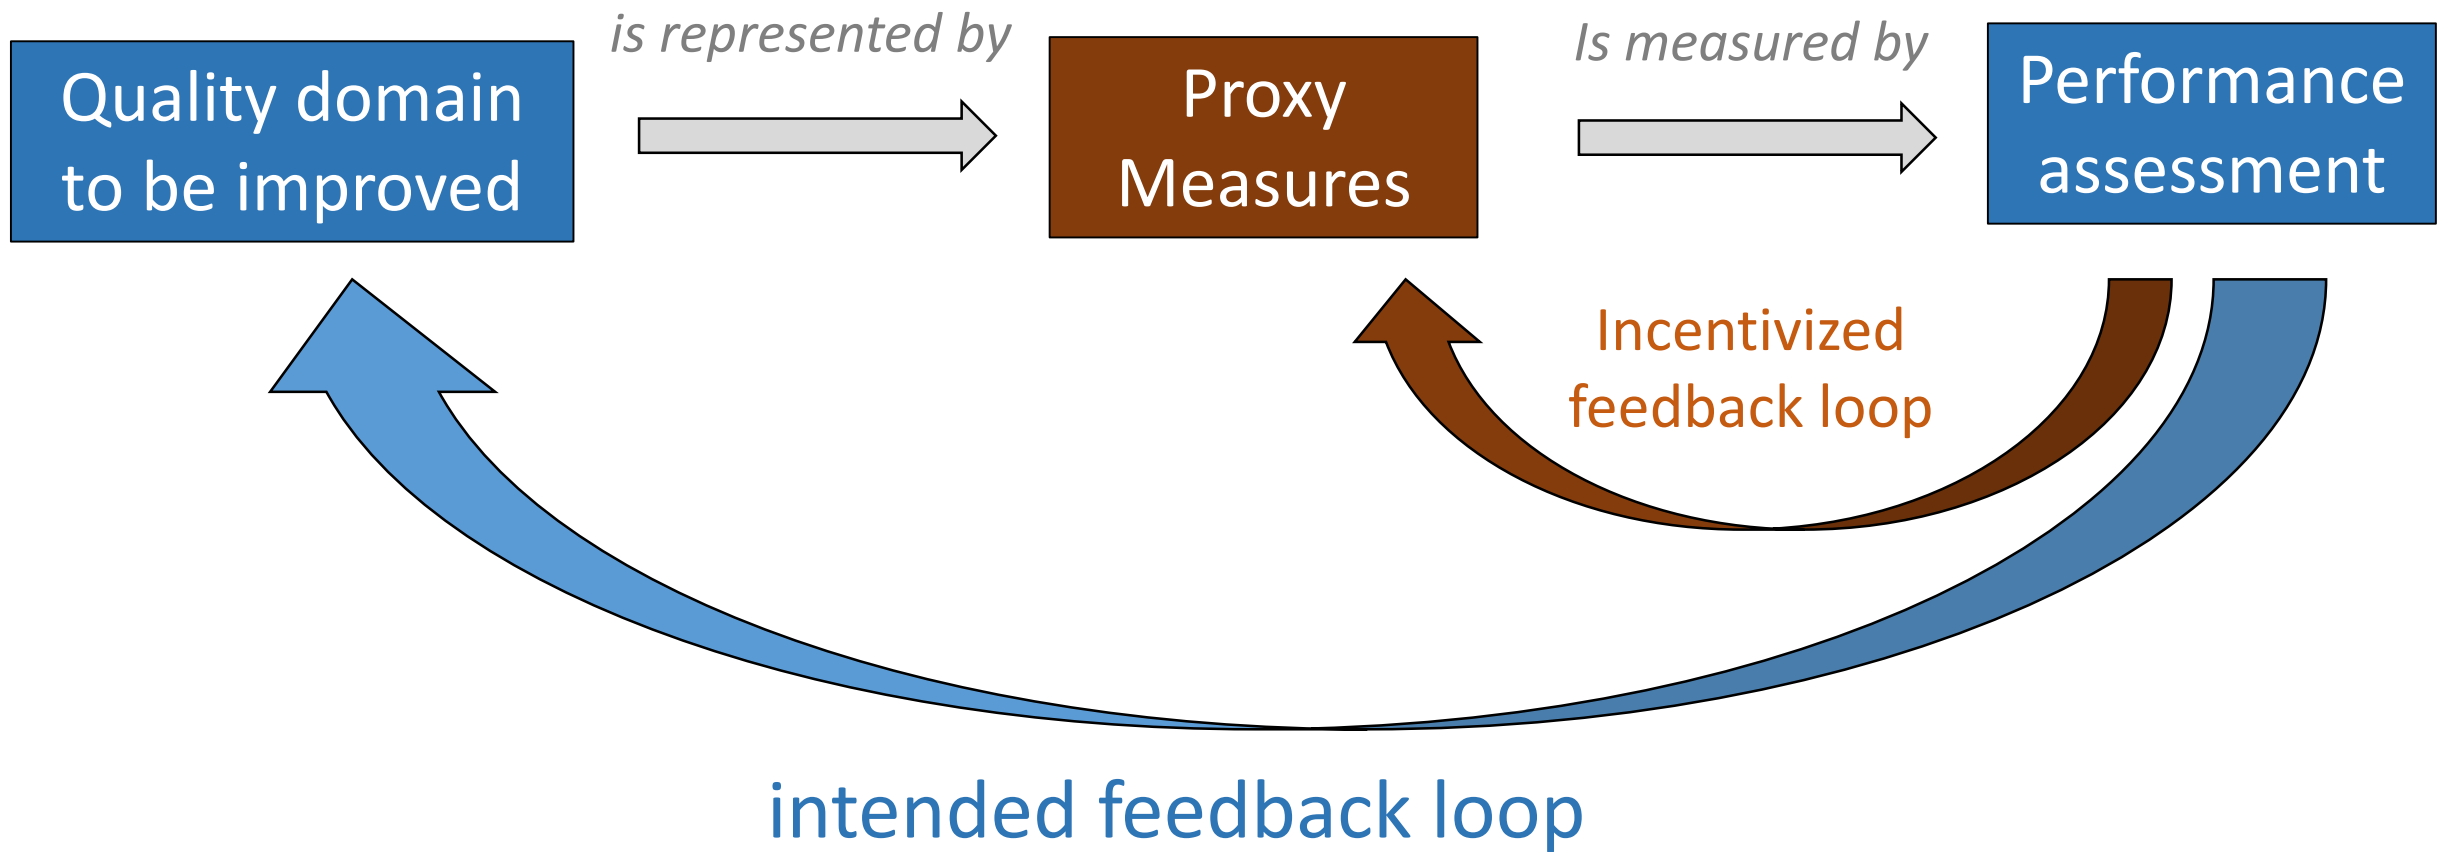 is represented by
Is measured by
Quality domain
to be improved
Proxy
Measures
Performance
assessment
Incentivized
feedback loop
intended feedback loop